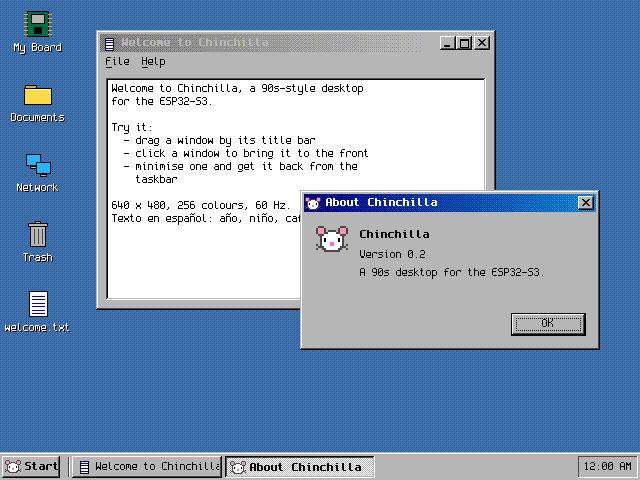 My Board
Documents
Network
Trash
welcome.txt
Welcome to Chinchilla
File Help
Welcome to Chinchilla, a 90s-style desktop
for the ESP32-S3.
Try it:
- drag a window by its title bar
- click a window to bring it to the front
- minimise one and get it back from the
taskbar
640 x 480, 256 colours, 60 Hz.
Texto en español: año, niño,
About Chinchilla
Chinchilla
Version 0.2
A 90s desktop for the ESP32-S3.
OK
Start
Welcome to Chinchilla
About Chinchilla
12:00 AM